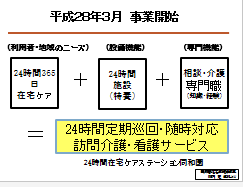 平成28年3月 事業開始
(利用者・地域のニーズ)
(設備機能)
(専門機能)
24時間365
日
在宅ケア
+
24時間
施設
(特養)
+
相談・介護
専門職
(知識・経験)
=
24時間定期巡回・随時対応
訪問介護・看護サービス
24時間在宅ケアステーション同和園